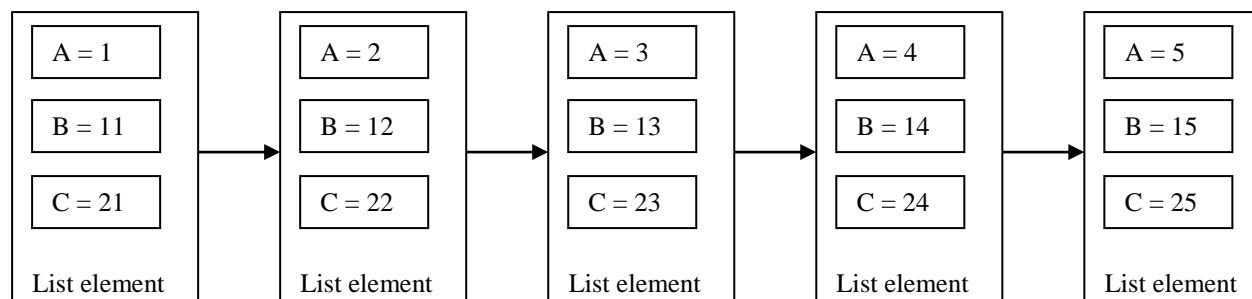 A = 1
B = 11
C = 21
List element
A = 2
B = 12
C = 22
List element
A = 3
B = 13
C = 23
List element
A = 4
B = 14
C = 24
List element
A = 5
B = 15
C = 25
List element